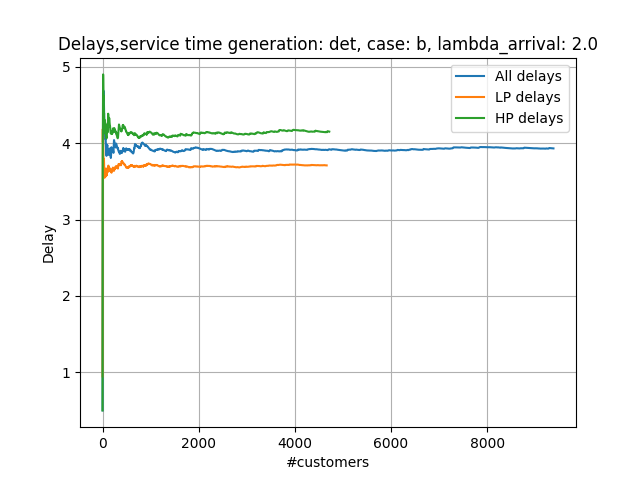 Delays,service time generation: det, case: b, lambda_arrival: 2.0
All delays
LP delays
HP delays
Delay
5
4
3
2
1
0
2000
4000
6000
8000
#customers